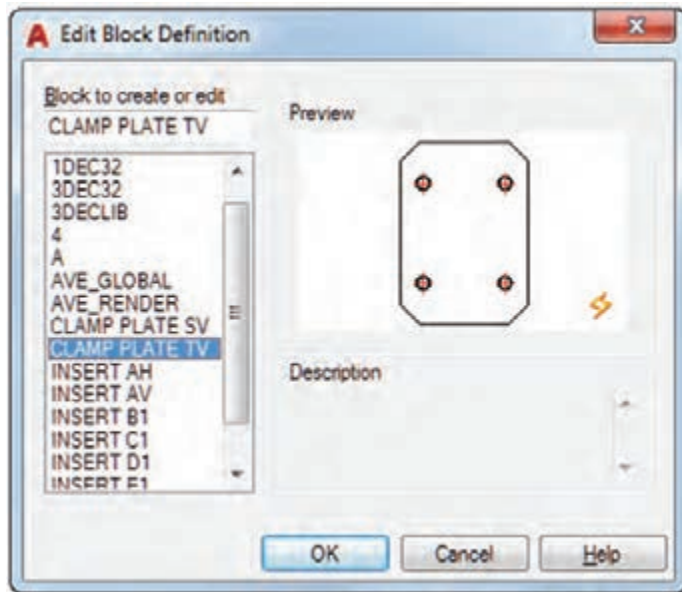 Edit Block Definition
Block to create or edit
CLAMP PLATE TV
1DEC32
3DEC32
3DECLIB
4
A
AVE_GLOBAL
AVE_RENDER
CLAMP PLATE SV
CLAMP PLATE TV
INSERT AH
INSERT AV
INSERT B1
INSERT C1
INSERT D1
INSERT E1
Preview
Description
OK Cancel Help